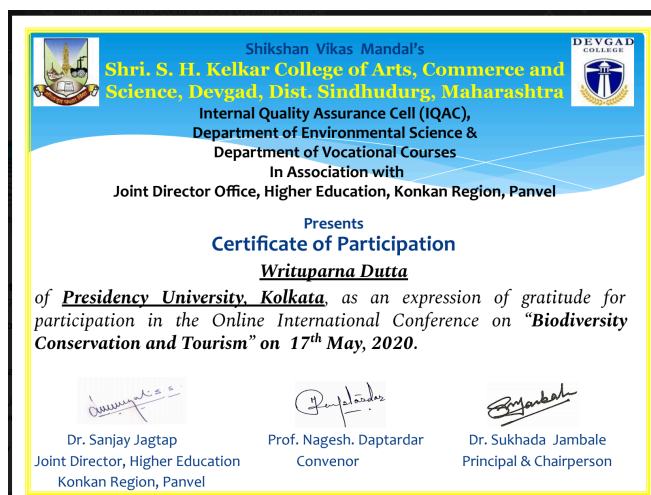 Shikshan Vikas Mandal's
DEVGAD
COLLEGE
Shri. S. H. Kelkar College of Arts, Commerce and
Science, Devgad, Dist. Sindhudurg, Maharashtra
Internal Quality Assurance Cell (IQAC),
Department of Environmental Science &
Department of Vocational Courses
In Association with
Joint Director Office, Higher Education, Konkan Region, Panvel
Presents
Certificate of Participation
Writuparna Dutta
of Presidency University, Kolkata, as an expression of gratitude for
participation in the Online International Conference on “Biodiversity
Conservation and Tourism” on 17th May, 2020.
Dr. Sanjay Jagtap
Prof. Nagesh. Daptardar
Dr. Sukhada Jambale
Joint Director, Higher Education
Convenor
Principal & Chairperson
Konkan Region, Panvel